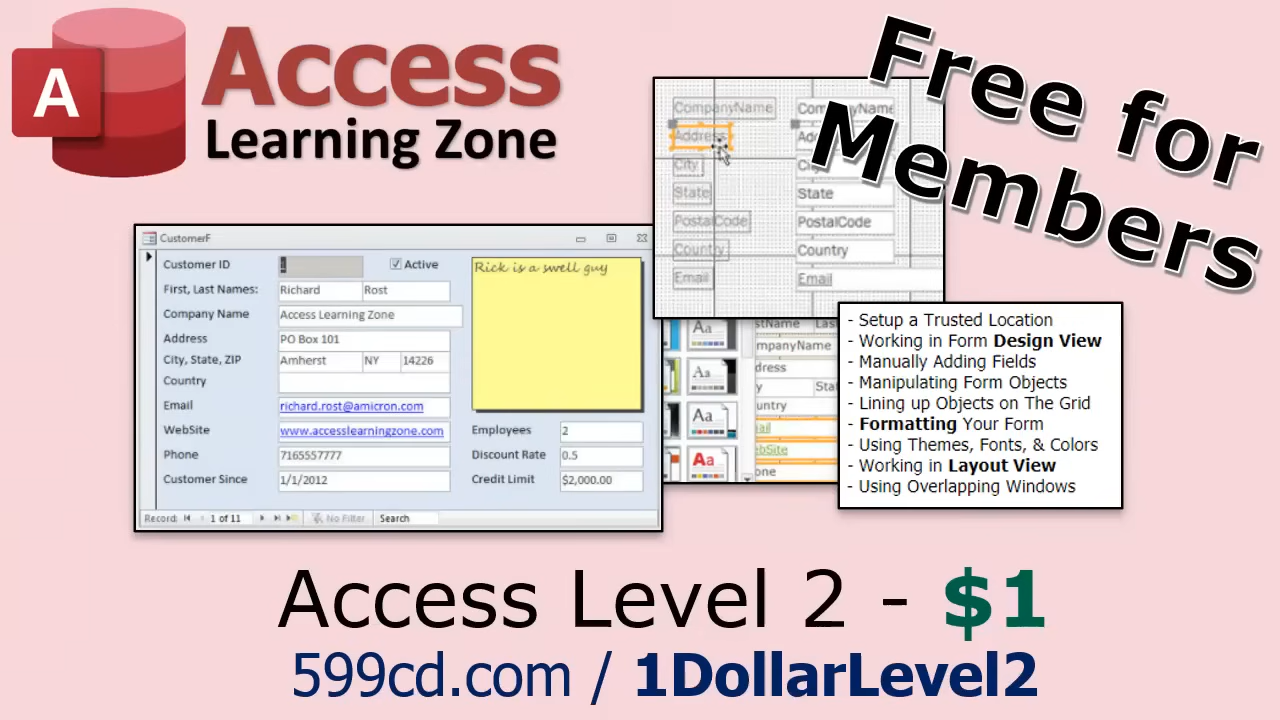 A
Access
Learning Zone
Free for
Members
CustomerF
Customer ID
Active
First, Last Names:
Richard
Rost
Company Name
Access Learning Zone
Address
PO Box 101
City, State, ZIP
Amherst
NY
14226
Country
Email
richard.rost@amicron.com
WebSite
www.accesslearningzone.com
Phone
7165557777
Customer Since
1/1/2012
Rick is a swell guy
Employees
2
Discount Rate
0.5
Credit Limit
$2,000.00
Record:
1 of 11
No Filter
Search
CompanyName
CompanyName
Address
City
State
State
PostalCode
PostalCode
Country
Country
Email
Email
Aa
Aa
Aa
Aa
- Setup a Trusted Location
- Working in Form Design View
- Manually Adding Fields
- Manipulating Form Objects
- Lining up Objects on The Grid
- Formatting Your Form
- Using Themes, Fonts, & Colors
- Working in Layout View
- Using Overlapping Windows
Access Level 2 - $1
599cd.com / 1DollarLevel2